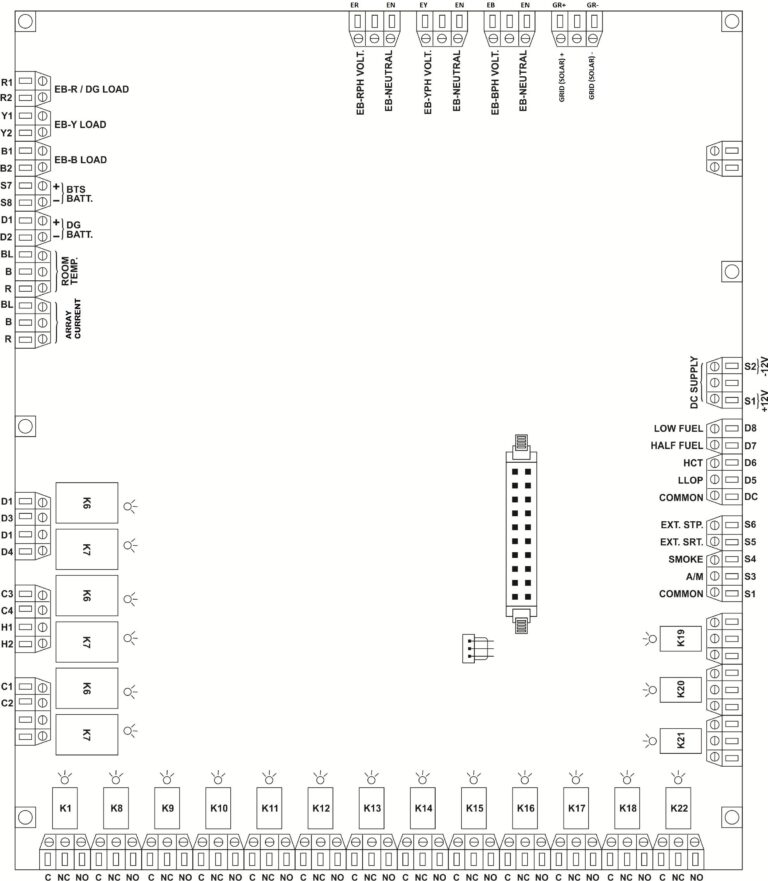 ER EN EY EN EB EN GR+ GR-
EB-RPH VOLT.
EB-NEUTRAL
EB-YPH VOLT.
EB-NEUTRAL
EB-BPH VOLT.
EB-NEUTRAL
GRID (SOLAR) +
GRID (SOLAR) -
R1
R2
EB-R / DG LOAD
Y1
Y2
EB-Y LOAD
B1
B2
EB-B LOAD
S7 +
S8 –
BTS
BATT.
D1 +
D2 –
DG
BATT.
BL
B
R
ROOM
TEMP.
BL
B
R
ARRAY
CURRENT
DC SUPPLY
S2 -12V
S1 +12V
LOW FUEL D8
HALF FUEL D7
HCT D6
LLOP D5
COMMON DC
EXT. STP. S6
EXT. SRT. S5
SMOKE S4
A/M S3
COMMON S1
D1
D3
D1
D4
K6
K7
C3
C4
H1
H2
K6
K7
C1
C2
K6
K7
K19
K20
K21
K1 K8 K9 K10 K11 K12 K13 K14 K15 K16 K17 K18 K22
C NC NO C NC NO C NC NO C NC NO C NC NO C NC NO C NC NO C NC NO C NC NO C NC NO C NC NO C NC NO C NC NO